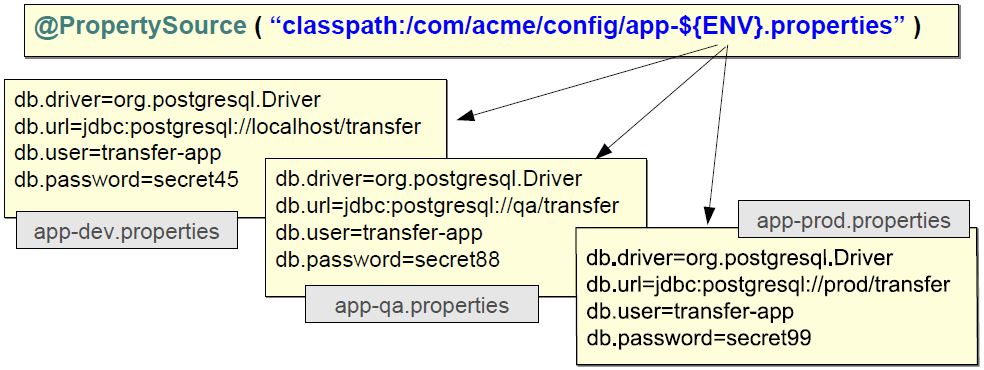 @PropertySource ( “classpath:/com/acme/config/app-${ENV}.properties” )
db.driver=org.postgresql.Driver
db.url=jdbc:postgresql://localhost/transfer
db.user=transfer-app
db.password=secret45
app-dev.properties
db.driver=org.postgresql.Driver
db.url=jdbc:postgresql://qa/transfer
db.user=transfer-app
db.password=secret88
app-qa.properties
app-prod.properties
db.driver=org.postgresql.Driver
db.url=jdbc:postgresql://prod/transfer
db.user=transfer-app
db.password=secret99